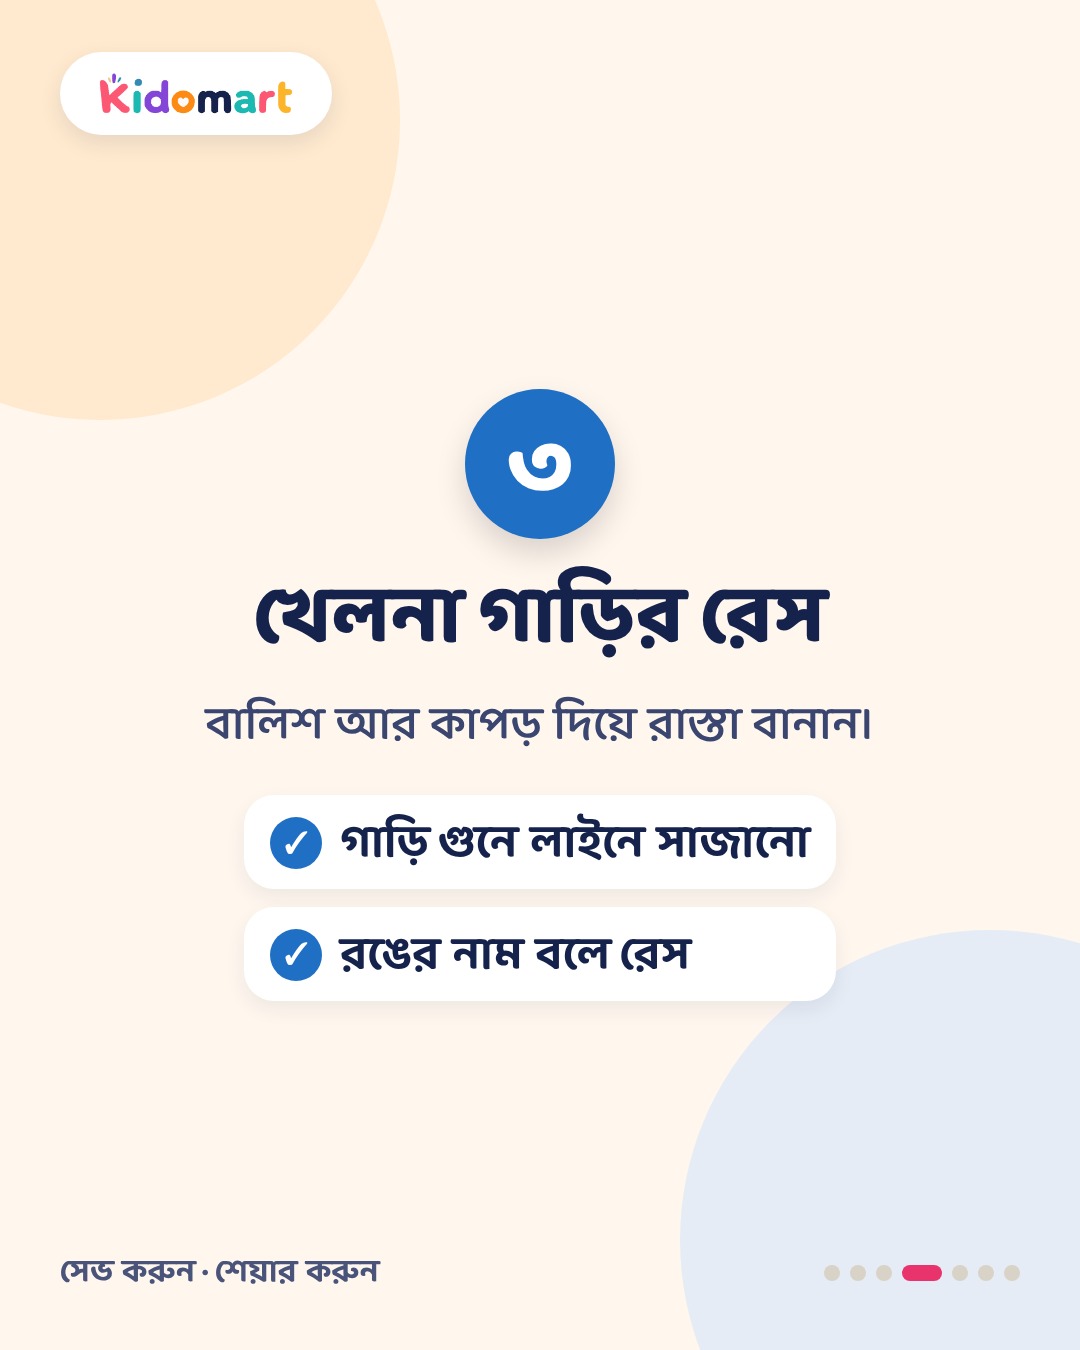 Kidomart
৩
খেলনা গাড়ির রেস
বালিশ আর কাপড় দিয়ে রাস্তা বানান।
✓ গাড়ি গুনে লাইনে সাজানো
✓ রঙের নাম বলে রেস
সেভ করুন · শেয়ার করুন